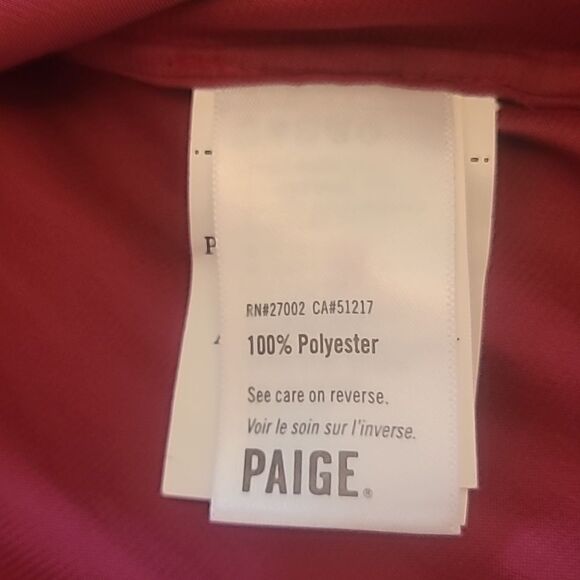 RN#27002 CA#51217
100% Polyester
See care on reverse.
Voir le soin sur l'inverse.
PAIGE®